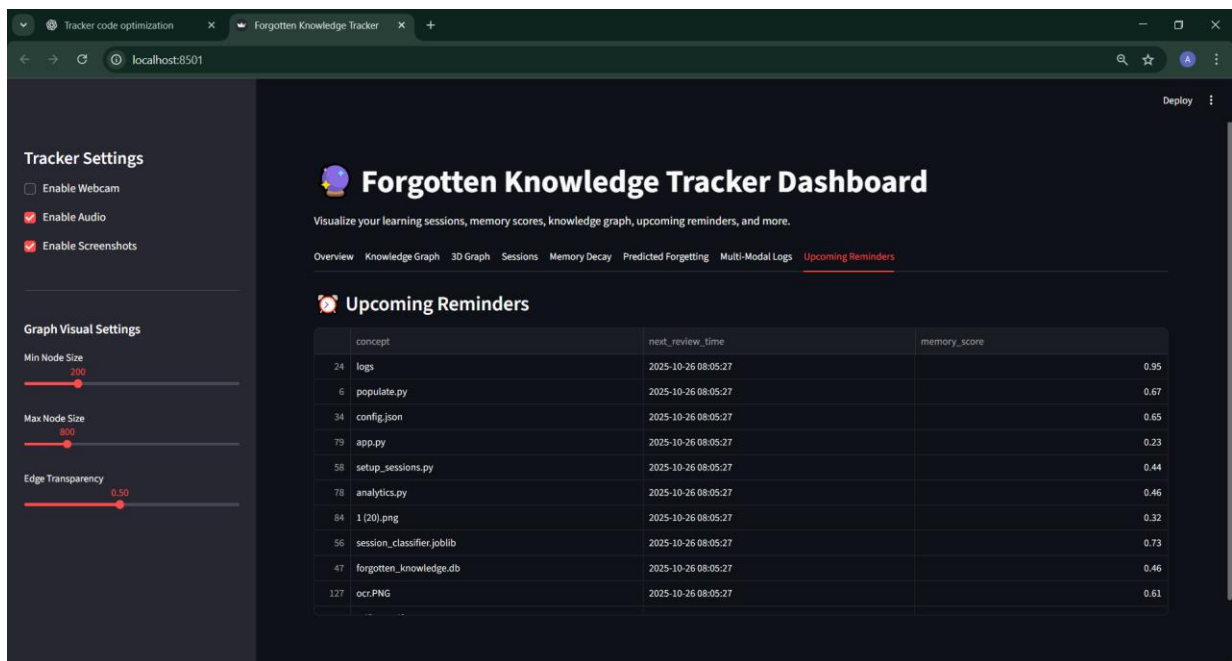 Tracker code optimization
Forgotten Knowledge Tracker
localhost:8501
A
Deploy
Tracker Settings
Enable Webcam
Enable Audio
Enable Screenshots
Graph Visual Settings
Min Node Size
200
Max Node Size
800
Edge Transparency
0.50
Forgotten Knowledge Tracker Dashboard
Visualize your learning sessions, memory scores, knowledge graph, upcoming reminders, and more.
Overview Knowledge Graph 3D Graph Sessions Memory Decay Predicted Forgetting Multi-Modal Logs Upcoming Reminders
Upcoming Reminders
concept next_review_time memory_score
24 logs 2025-10-26 08:05:27 0.95
6 populate.py 2025-10-26 08:05:27 0.67
34 config.json 2025-10-26 08:05:27 0.65
79 app.py 2025-10-26 08:05:27 0.23
58 setup_sessions.py 2025-10-26 08:05:27 0.44
78 analytics.py 2025-10-26 08:05:27 0.46
84 1 (20).png 2025-10-26 08:05:27 0.32
56 session_classifier.joblib 2025-10-26 08:05:27 0.73
47 forgotten_knowledge.db 2025-10-26 08:05:27 0.46
127 ocr.PNG 2025-10-26 08:05:27 0.61